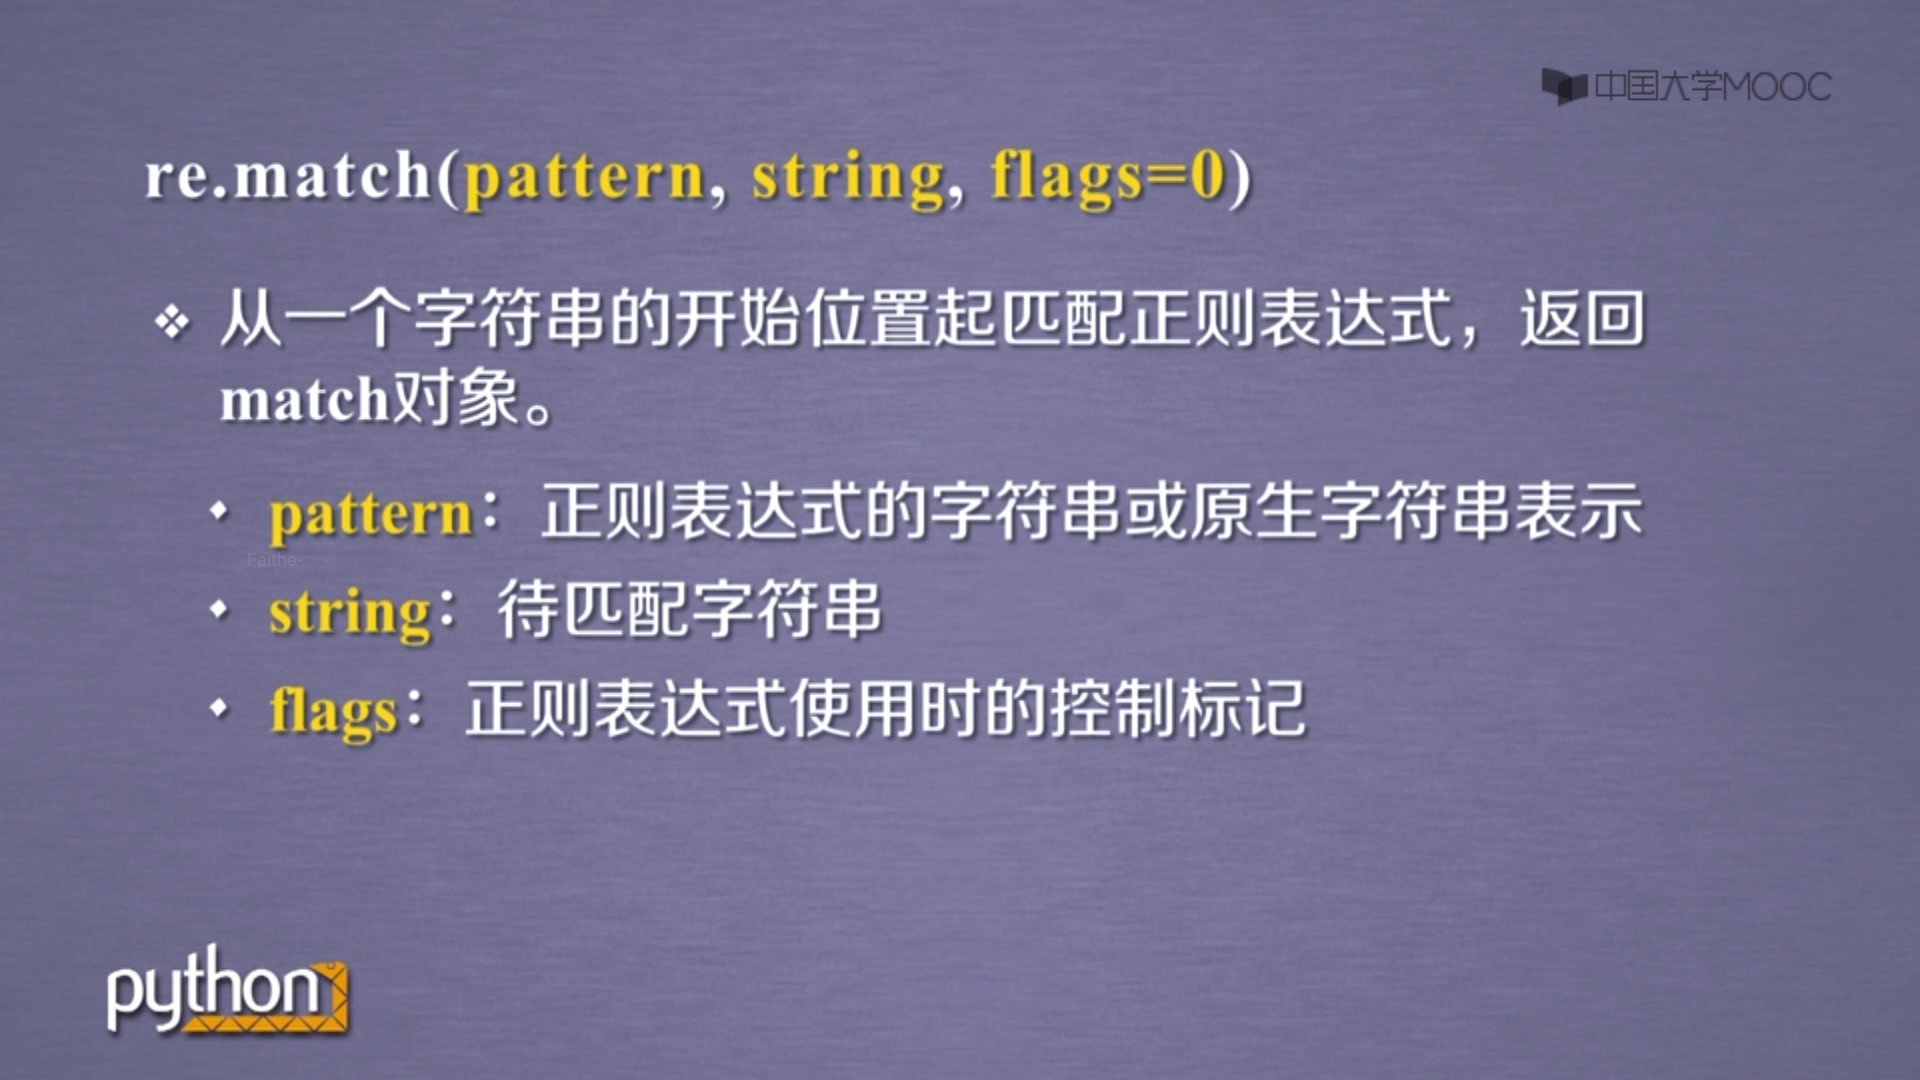 中国大学MOOC
re.match(pattern, string, flags=0)
❖ 从一个字符串的开始位置起匹配正则表达式，返回
match对象。
• pattern：正则表达式的字符串或原生字符串表示
Faithe-
• string：待匹配字符串
• flags：正则表达式使用时的控制标记
python